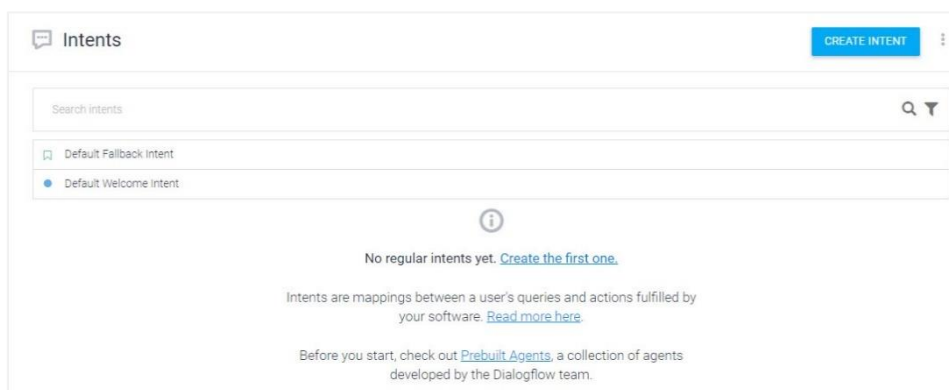 Intents
CREATE INTENT
Search intents
Default Fallback Intent
Default Welcome Intent
No regular intents yet. Create the first one.
Intents are mappings between a user's queries and actions fulfilled by
your software. Read more here.
Before you start, check out Prebuilt Agents, a collection of agents
developed by the Dialogflow team.